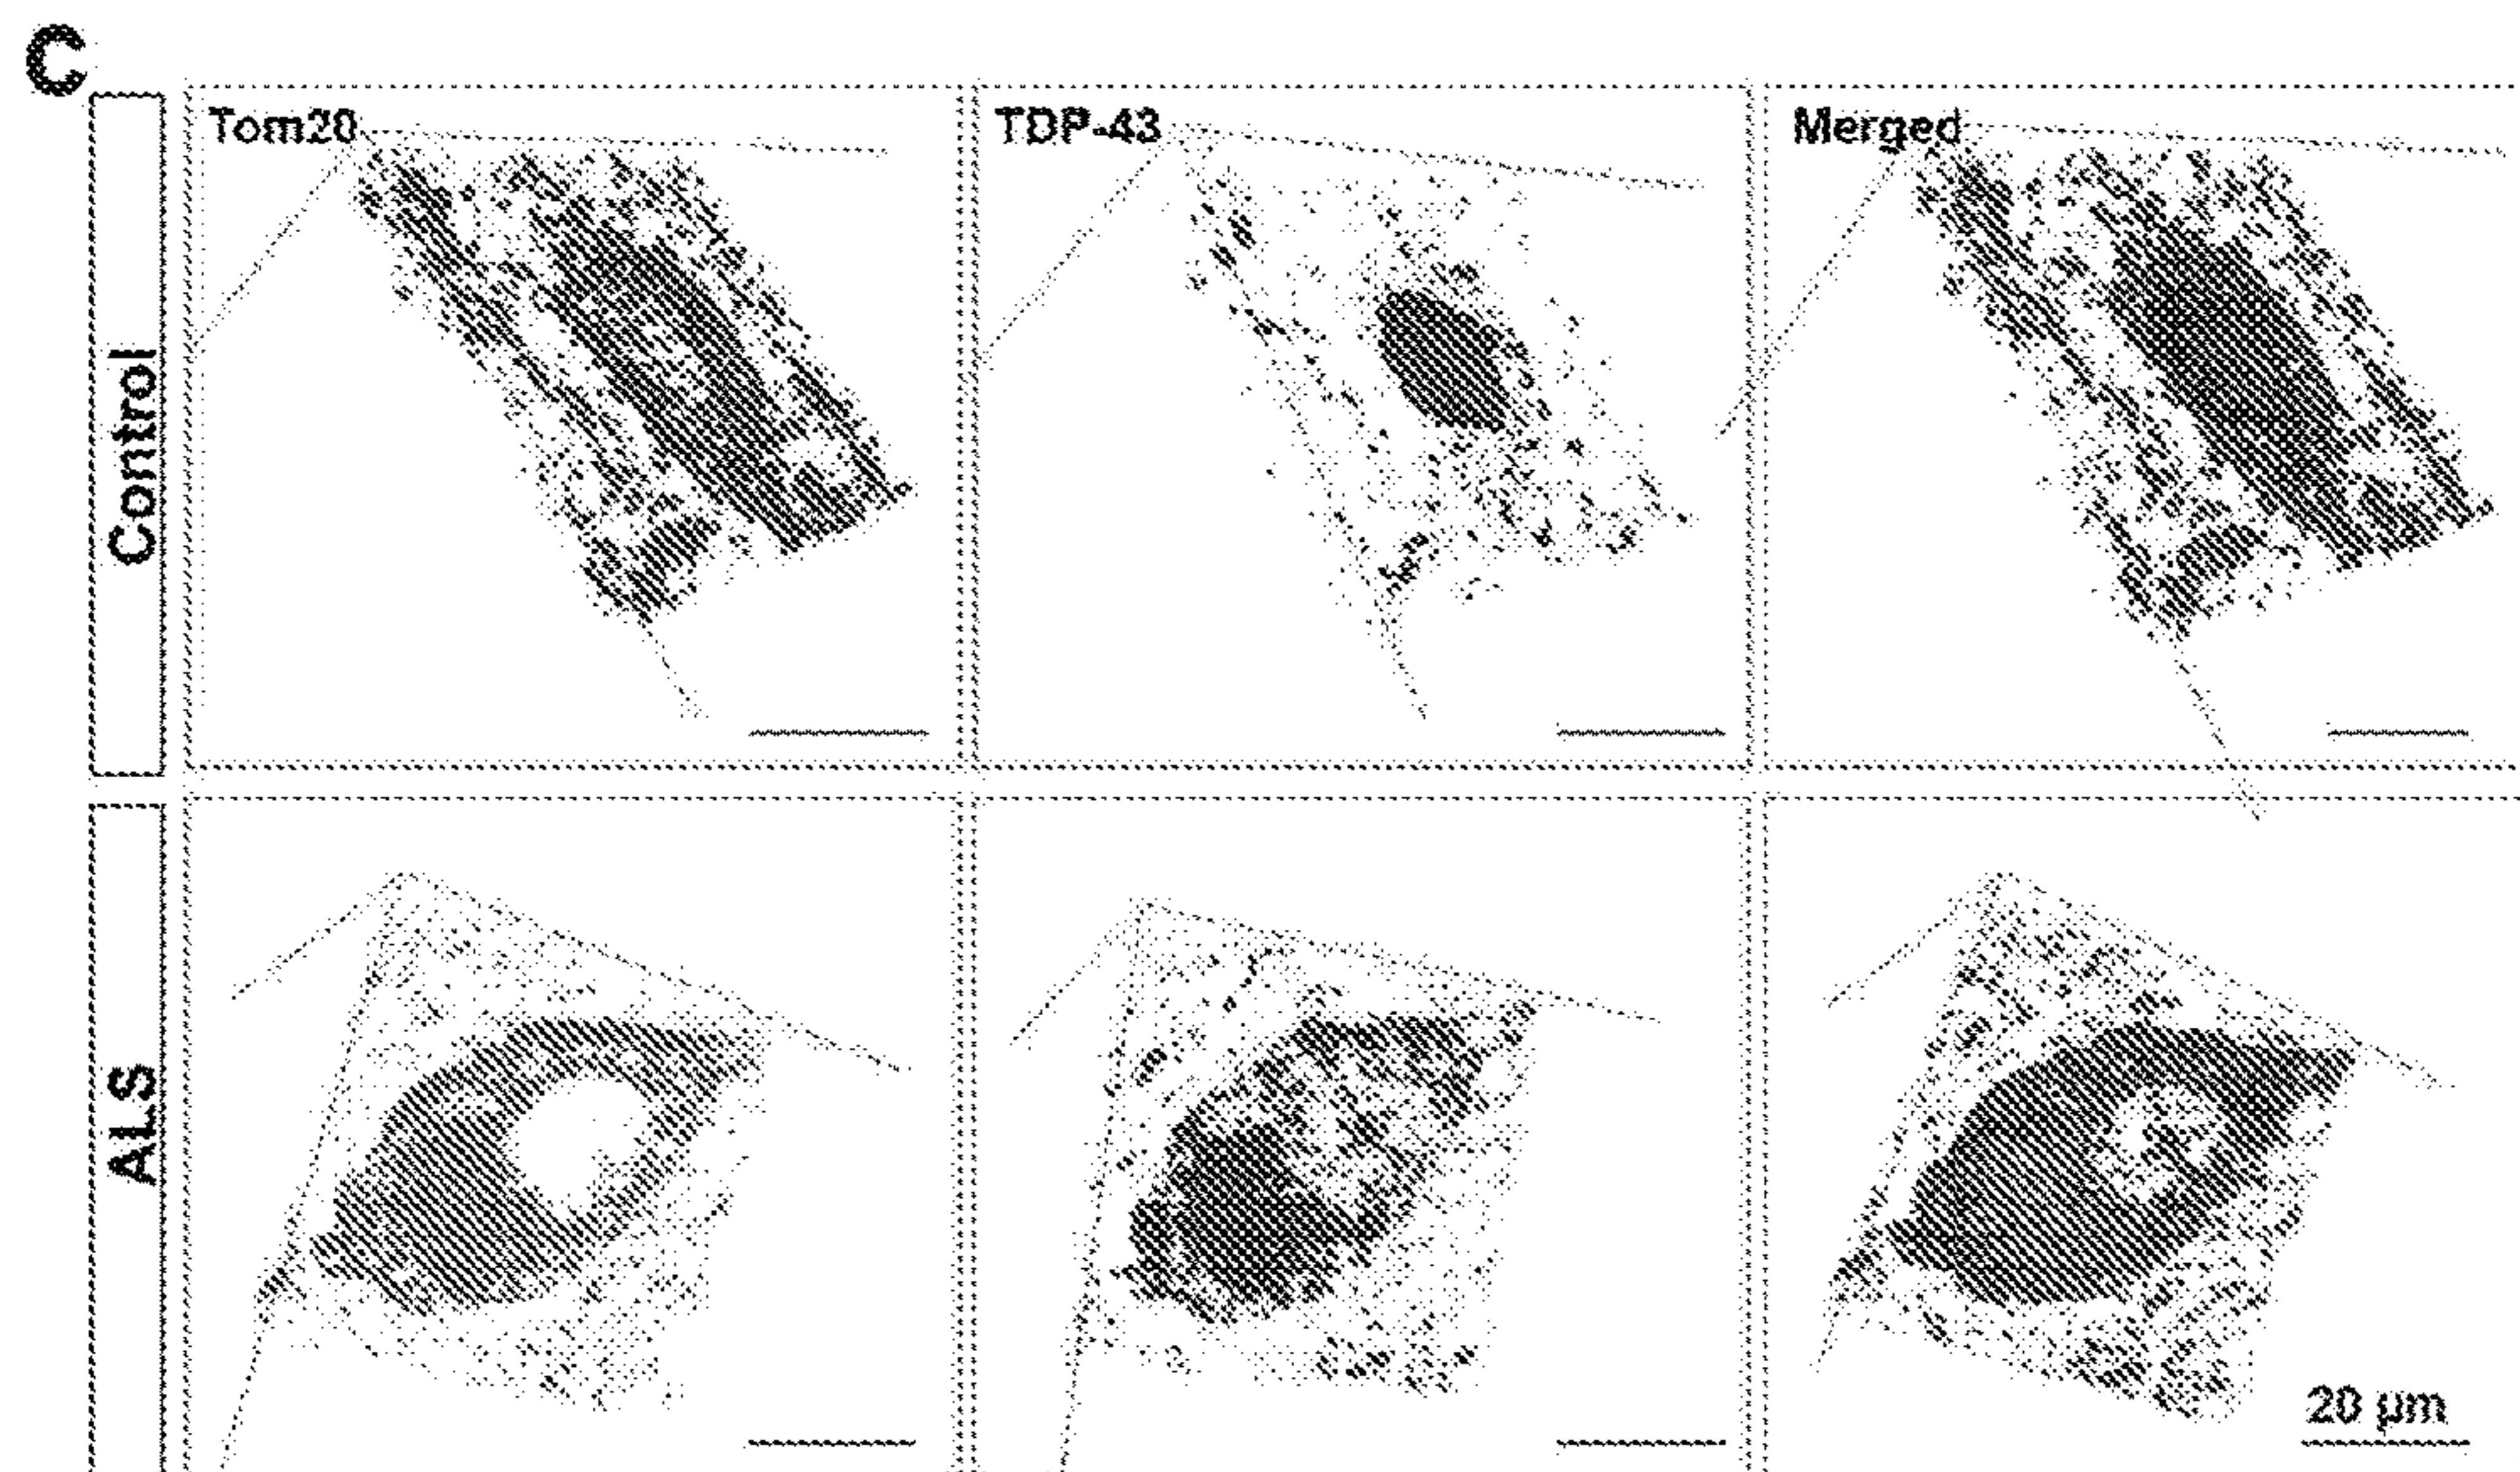 C
Tom20
TDP-43
Merged
Control
ALS
20 µm